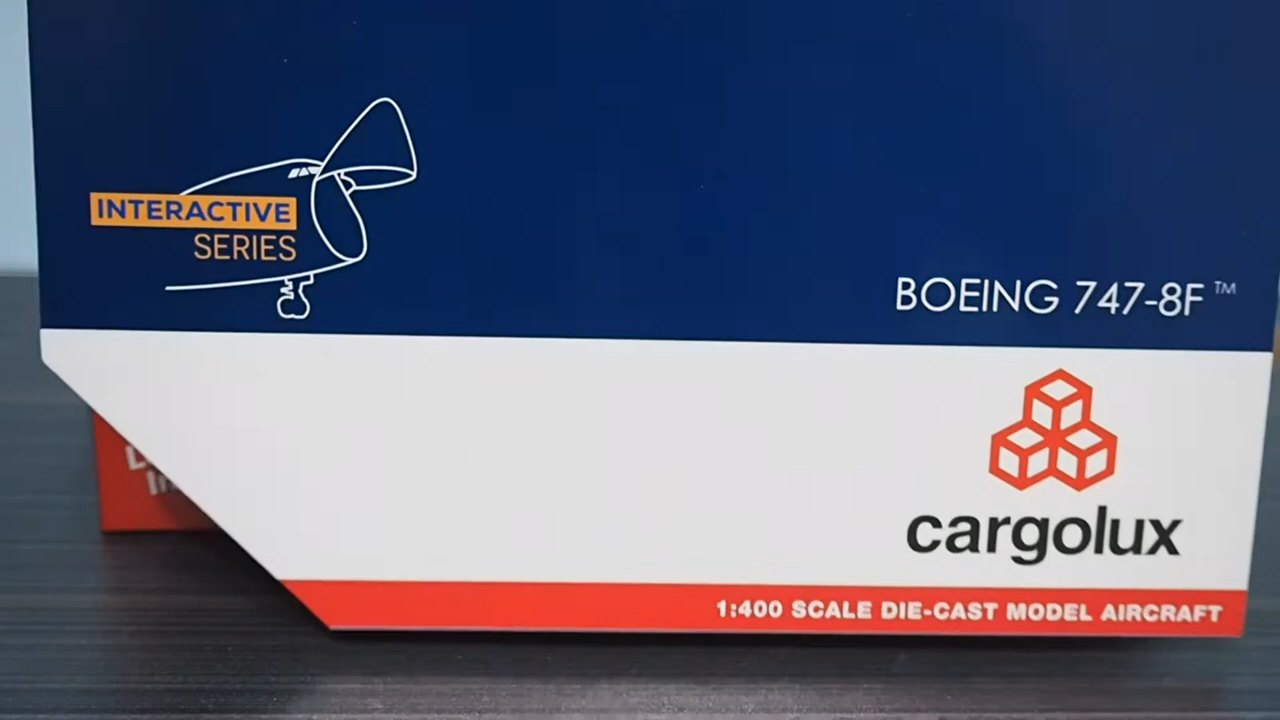 INTERACTIVE
SERIES
BOEING 747-8F™
cargolux
1:400 SCALE DIE-CAST MODEL AIRCRAFT